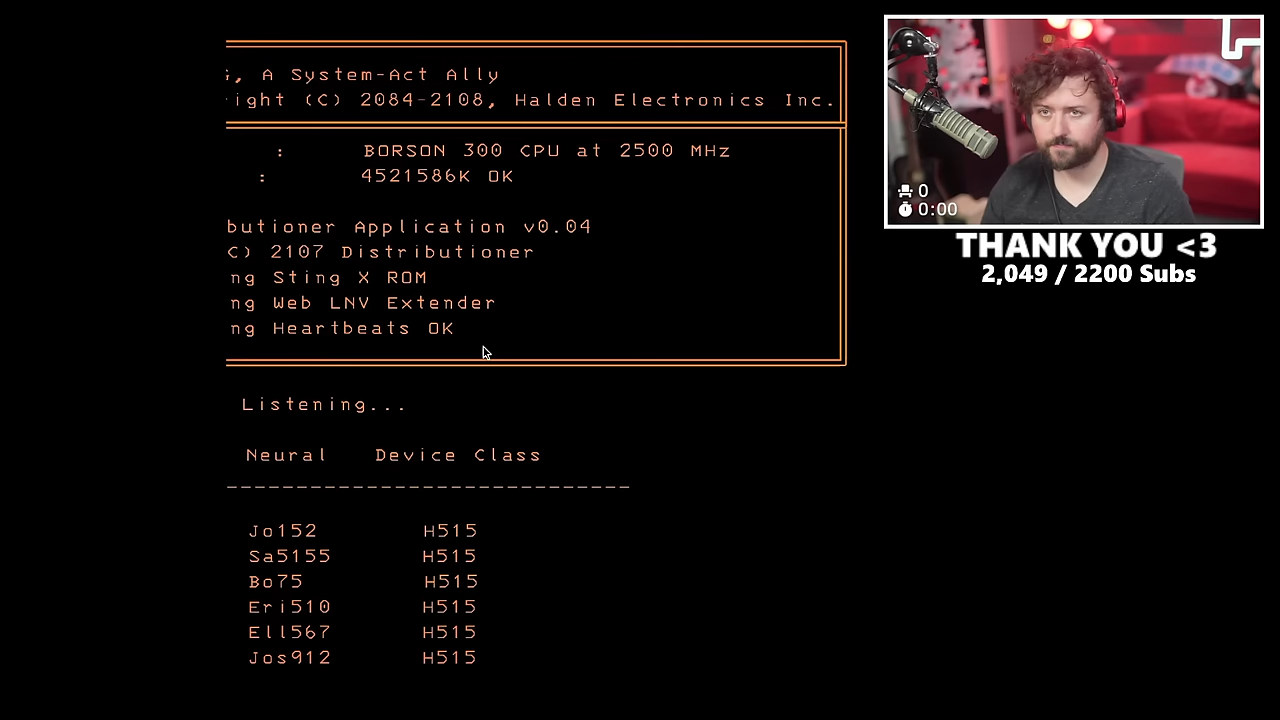 , A System-Act Ally
right (C) 2084-2108, Halden Electronics Inc.
: BORSON 300 CPU at 2500 MHz
: 4521586K OK
butioner Application v0.04
C) 2107 Distributioner
ng Sting X ROM
ng Web LNV Extender
ng Heartbeats OK
Listening...
Neural Device Class
-----------------------------
Jo152 H515
Sa5155 H515
Bo75 H515
Eri510 H515
Ell567 H515
Jos912 H515
0
0:00
THANK YOU <3
2,049 / 2200 Subs